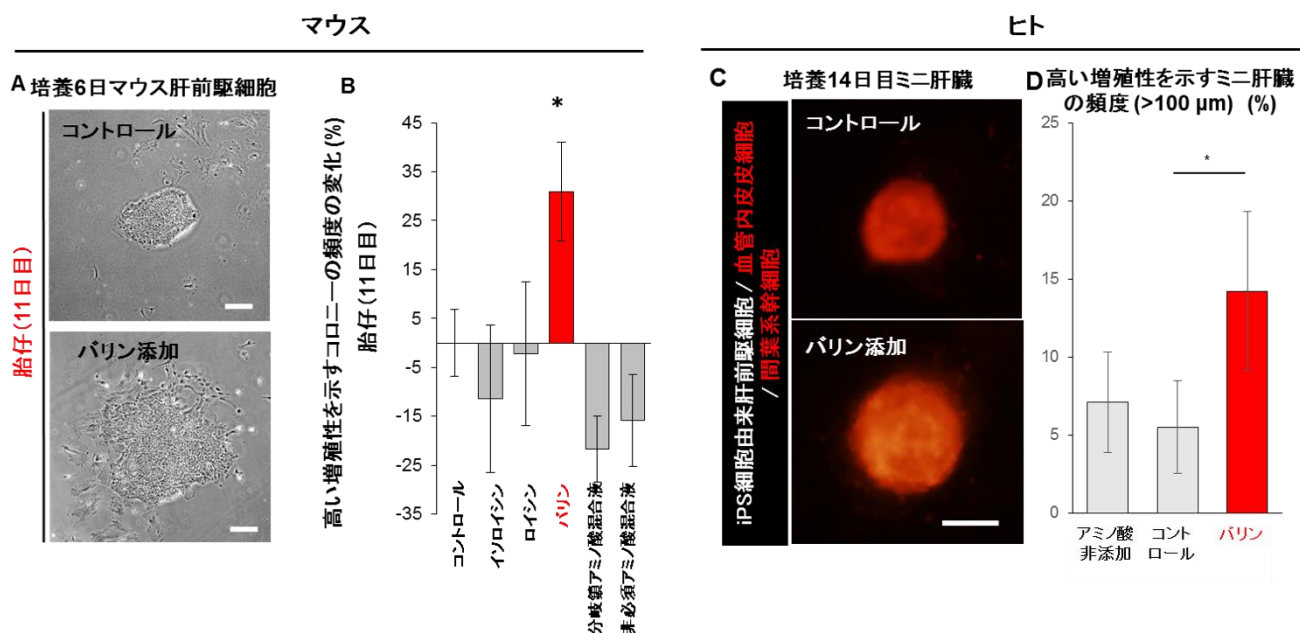 マウス
ヒト
A 培養6日マウス肝前駆細胞
コントロール
バリン添加
胎仔(11日目)
B
*
高い増殖性を示すコロニーの頻度の変化(%)
胎仔(11日目)
45
35
25
15
5
-5
-15
-25
-35
コントロール
イソロイシン
ロイシン
バリン
分岐鎖アミノ酸混合液
非必須アミノ酸混合液
C 培養14日目ミニ肝臓
コントロール
バリン添加
iPS細胞由来肝前駆細胞/血管内皮皮細胞
/間葉系幹細胞
D 高い増殖性を示すミニ肝臓
の頻度(>100 μm) (%)
25
20
15
10
5
0
*
アミノ酸
非添加
コント
ロール
バリン